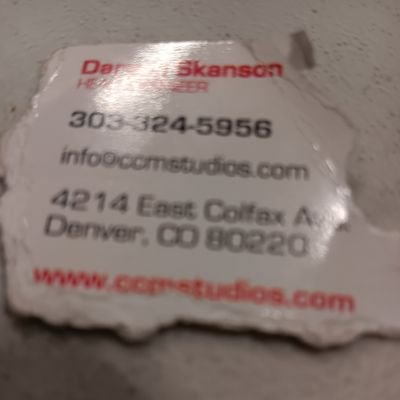 Skanson
303-324-5956
info@ccmstudios.com
4214 East Colfax
Denver, CO 80220
www.ccmstudios.com